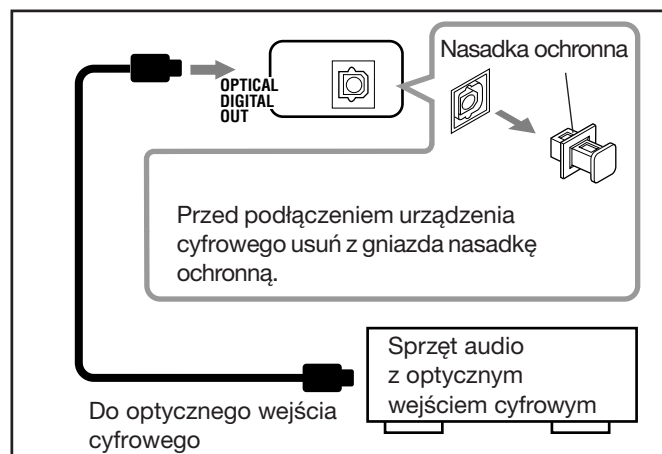 Nasadka ochronna
OPTICAL
DIGITAL
OUT
Przed podłączeniem urządzenia
cyfrowego usuń z gniazda nasadkę
ochronną.
Sprzęt audio
z optycznym
wejściem cyfrowym
Do optycznego wejścia
cyfrowego